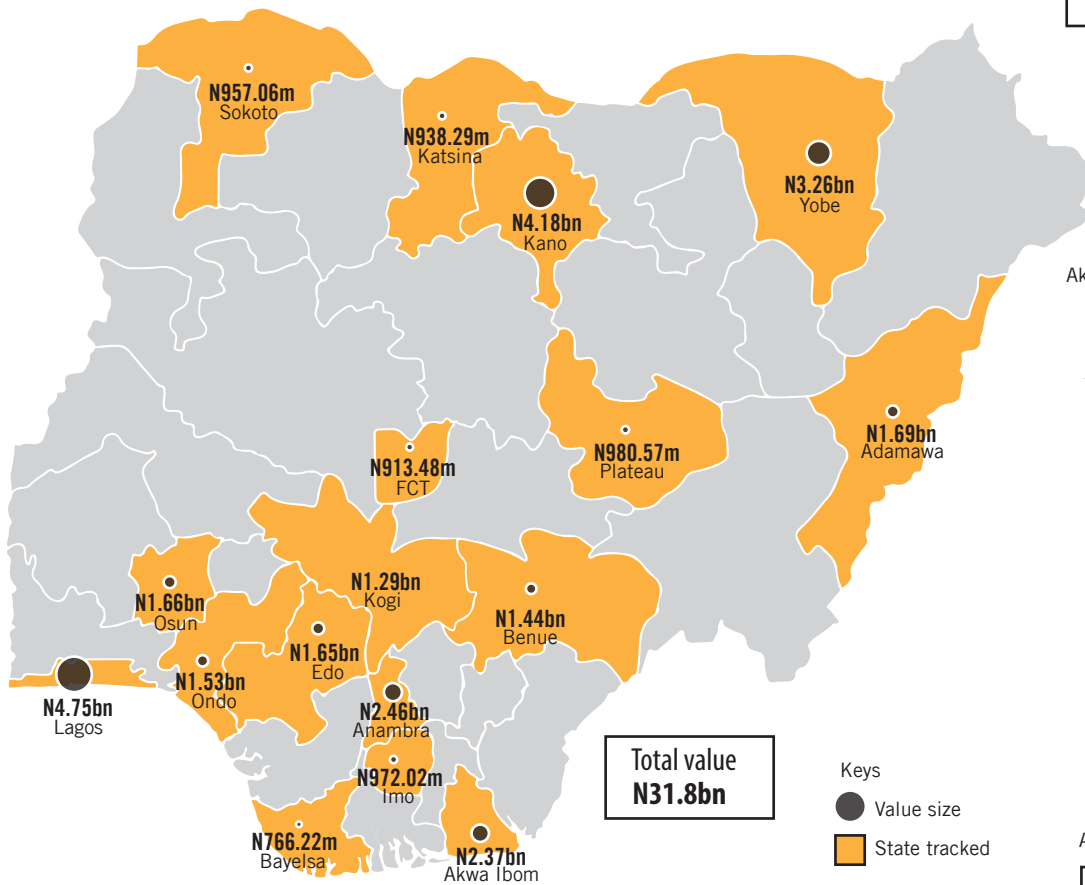 N957.06m
Sokoto
N938.29m
Katsina
N4.18bn
Kano
N3.26bn
Yobe
Ak
N1.69bn
Adamawa
N980.57m
Plateau
N913.48m
FCT
N1.29bn
Kogi
N1.44bn
Benue
N1.66bn
Osun
N1.65bn
Edo
N1.53bn
Ondo
N4.75bn
Lagos
N2.46bn
Anambra
N972.02m
Imo
N766.22m
Bayelsa
N2.37bn
Akwa Ibom
Total value
N31.8bn
Keys
Value size
State tracked
A